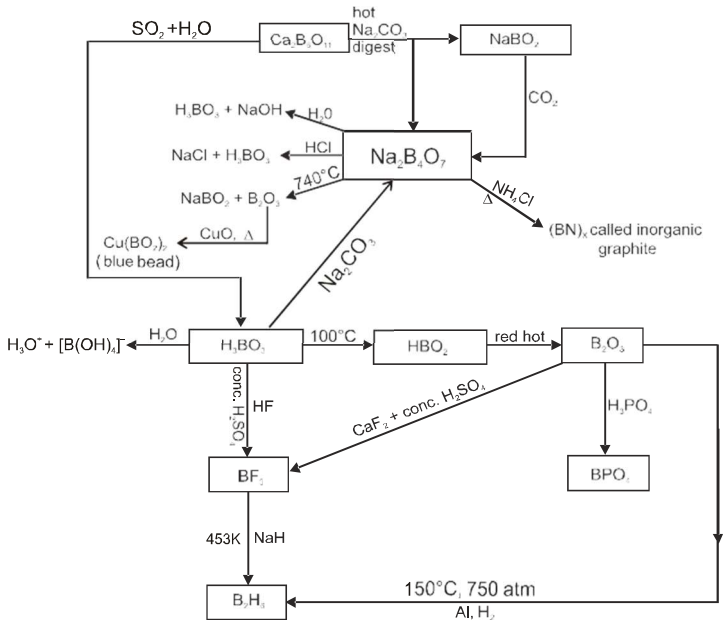 SO₂ + H₂O
Ca₂B₆O₁₁
hot
Na₂CO₃
digest
NaBO₂
CO₂
H₃BO₃ + NaOH
H₂0
NaCl + H₃BO₃
HCl
Na₂B₄O₇
NaBO₂ + B₂O₃
740°C
NH₄Cl
Δ
(BN)ₓ called inorganic
graphite
CuO, Δ
Cu(BO₂)₂
(blue bead)
Na₂CO₃
H₃O⁺ + [B(OH)₄]⁻
H₂O
H₃BO₃
100°C
HBO₂
red hot
B₂O₃
conc. H₂SO₄
HF
CaF₂ + conc. H₂SO₄
H₃PO₄
BF₃
BPO₄
453K
NaH
B₂H₆
150°C, 750 atm
Al, H₂